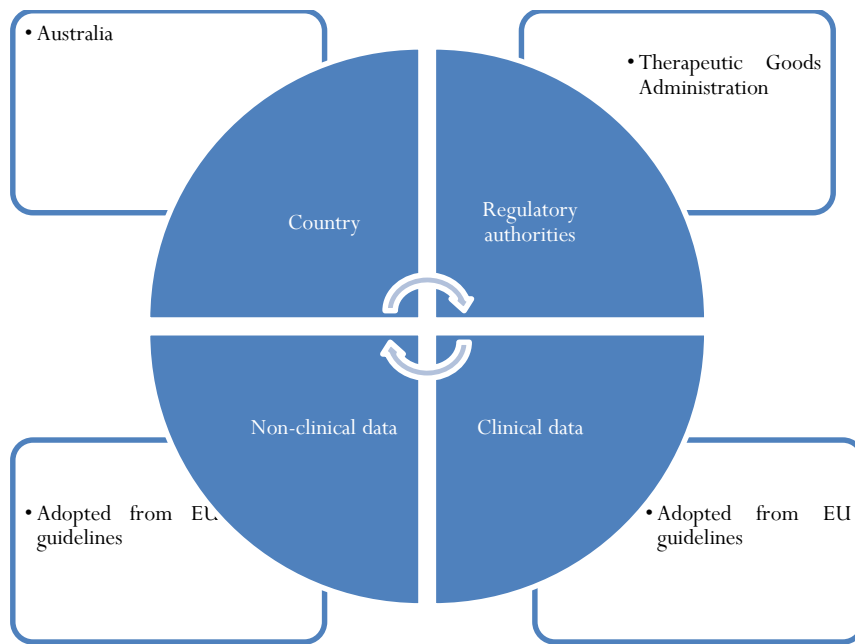 • Australia
• Therapeutic Goods
Administration
Country
Regulatory
authorities
Non-clinical data
Clinical data
• Adopted from EU
guidelines
• Adopted from EU
guidelines